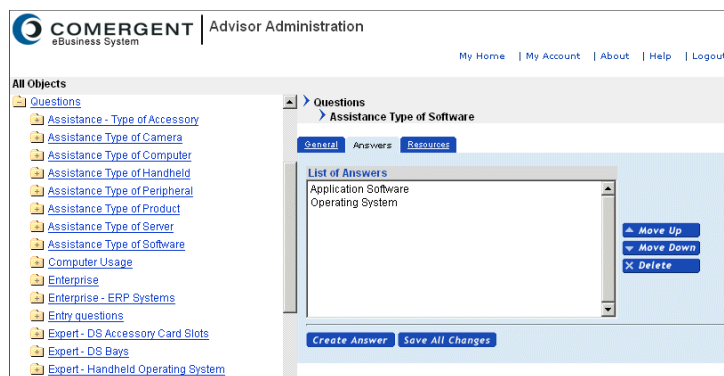 COMERGENT
eBusiness System
Advisor Administration
My Home | My Account | About | Help | Logout
All Objects
Questions
Assistance - Type of Accessory
Assistance Type of Camera
Assistance Type of Computer
Assistance Type of Handheld
Assistance Type of Peripheral
Assistance Type of Product
Assistance Type of Server
Assistance Type of Software
Computer Usage
Enterprise
Enterprise - ERP Systems
Entry questions
Expert - DS Accessory Card Slots
Expert - DS Bays
Expert - Handheld Operating System
Questions
Assistance Type of Software
General Answers Resources
List of Answers
Application Software
Operating System
Move Up
Move Down
X Delete
Create Answer Save All Changes